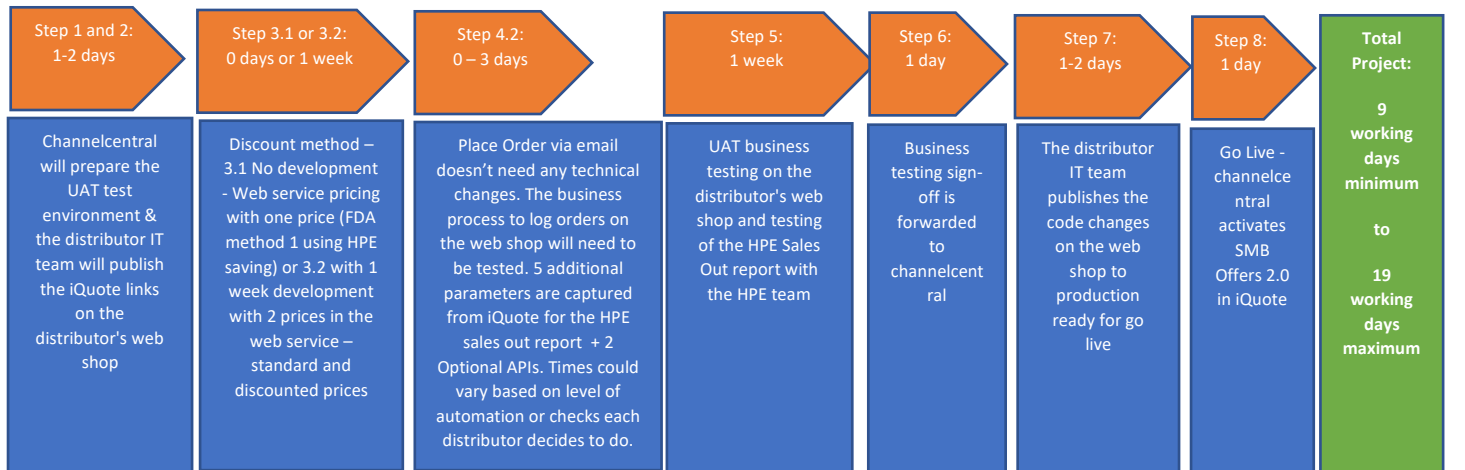 Step 1 and 2:
1-2 days
Step 3.1 or 3.2:
0 days or 1 week
Step 4.2:
0 – 3 days
Step 5:
1 week
Step 6:
1 day
Step 7:
1-2 days
Step 8:
1 day
Channelcentral
will prepare the
UAT test
environment &
the distributor IT
team will publish
the iQuote links
on the
distributor's web
shop
Discount method –
3.1 No development
- Web service pricing
with one price (FDA
method 1 using HPE
saving) or 3.2 with 1
week development
with 2 prices in the
web service –
standard and
discounted prices
Place Order via email
doesn’t need any technical
changes. The business
process to log orders on
the web shop will need to
be tested. 5 additional
parameters are captured
from iQuote for the HPE
sales out report  + 2
Optional APIs. Times could
vary based on level of
automation or checks each
distributor decides to do.
UAT business
testing on the
distributor's web
shop and testing
of the HPE Sales
Out report with
the HPE team
Business
testing sign-
off is
forwarded
to
channelcent
ral
The distributor
IT team
publishes the
code changes
on the web
shop to
production
ready for go
live
Go Live -
channelce
ntral
activates
SMB
Offers 2.0
in iQuote
Total
Project:
9
working
days
minimum
to
19
working
days
maximum